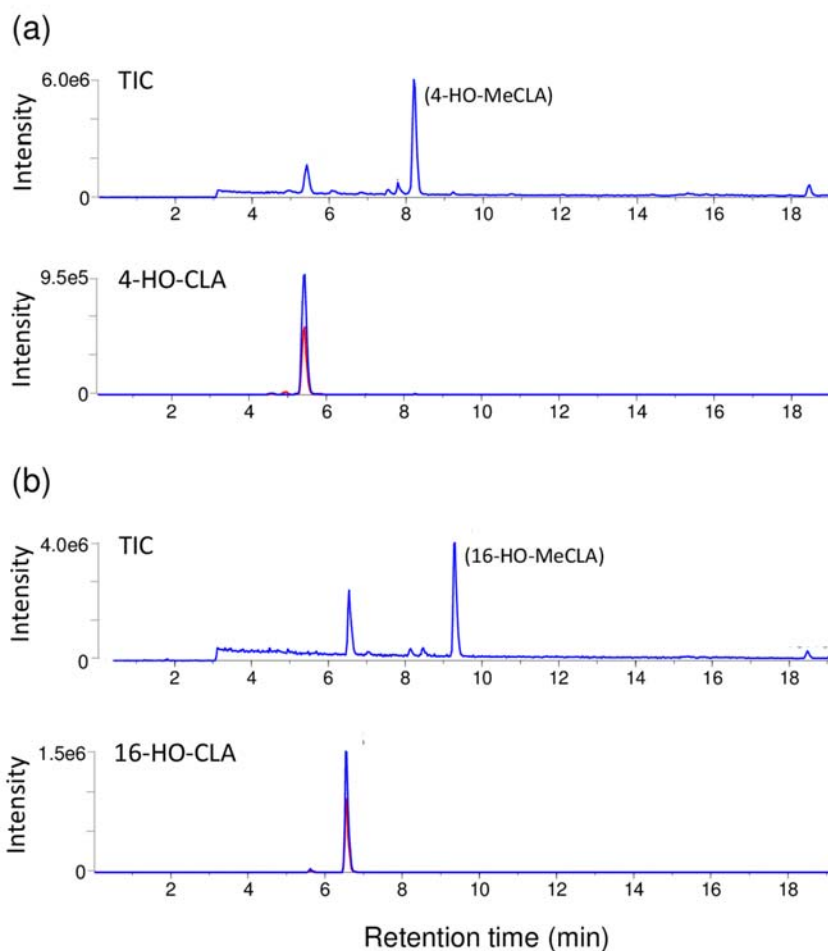 (a)
TIC
6.0e6
(4-HO-MeCLA)
Intensity
0
2 4 6 8 10 12 14 16 18
4-HO-CLA
9.5e5
Intensity
0
2 4 6 8 10 12 14 16 18
(b)
TIC
4.0e6
(16-HO-MeCLA)
Intensity
0
2 4 6 8 10 12 14 16 18
16-HO-CLA
1.5e6
Intensity
0
2 4 6 8 10 12 14 16 18
Retention time (min)